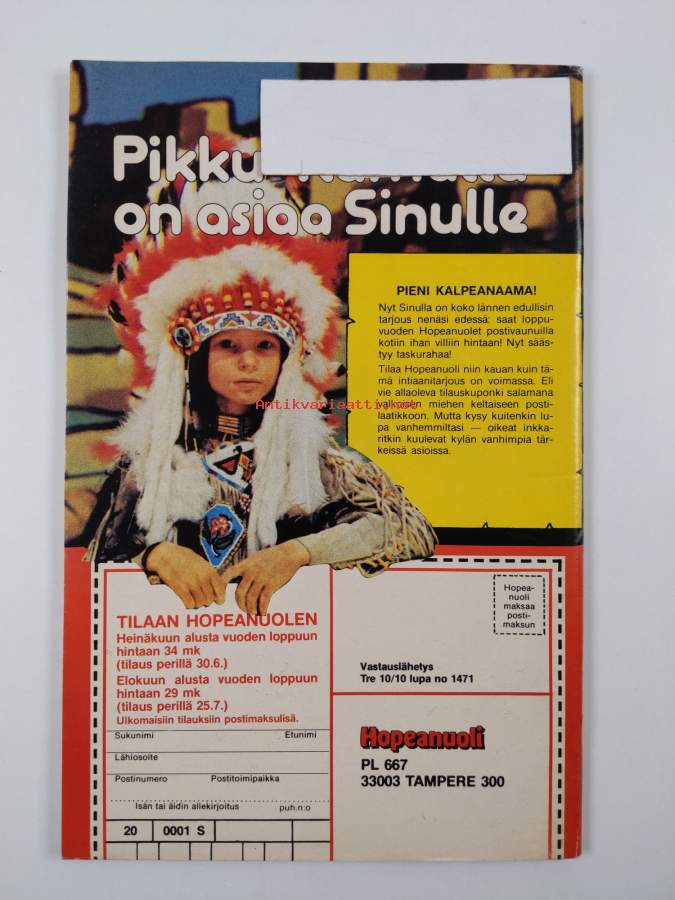 Pikku
on asiaa Sinulle
PIENI KALPEANAAMA!
Nyt Sinulla on koko lännen edullisin
tarjous nenäsi edessä: saat loppu-
vuoden Hopeanuolet postivaunuilla
kotiin ihan villiin hintaan! Nyt sääs-
tyy taskurahaa!
Tilaa Hopeanuoli niin kauan kuin tä-
mä intiaanitarjous on voimassa. Eli
vie allaoleva tilauskuponki salamana
valkoisen miehen keltaiseen posti-
laatikkoon. Mutta kysy kuitenkin lu-
pa vanhemmiltasi — oikeat inkka-
ritkin kuulevat kylän vanhimpia tär-
keissä asioissa.
Antikvariaatti.net
TILAAN HOPEANUOLEN
Heinäkuun alusta vuoden loppuun
hintaan 34 mk
(tilaus perillä 30.6.)
Elokuun alusta vuoden loppuun
hintaan 29 mk
(tilaus perillä 25.7.)
Ulkomaisiin tilauksiin postimaksulisä.
Sukunimi Etunimi
Lähiosoite
Postinumero Postitoimipaikka
Isän tai äidin allekirjoitus puh.n:o
20 0001 S
Hopea-
nuoli
maksaa
posti-
maksun
Vastauslähetys
Tre 10/10 lupa no 1471
Hopeanuoli
PL 667
33003 TAMPERE 300